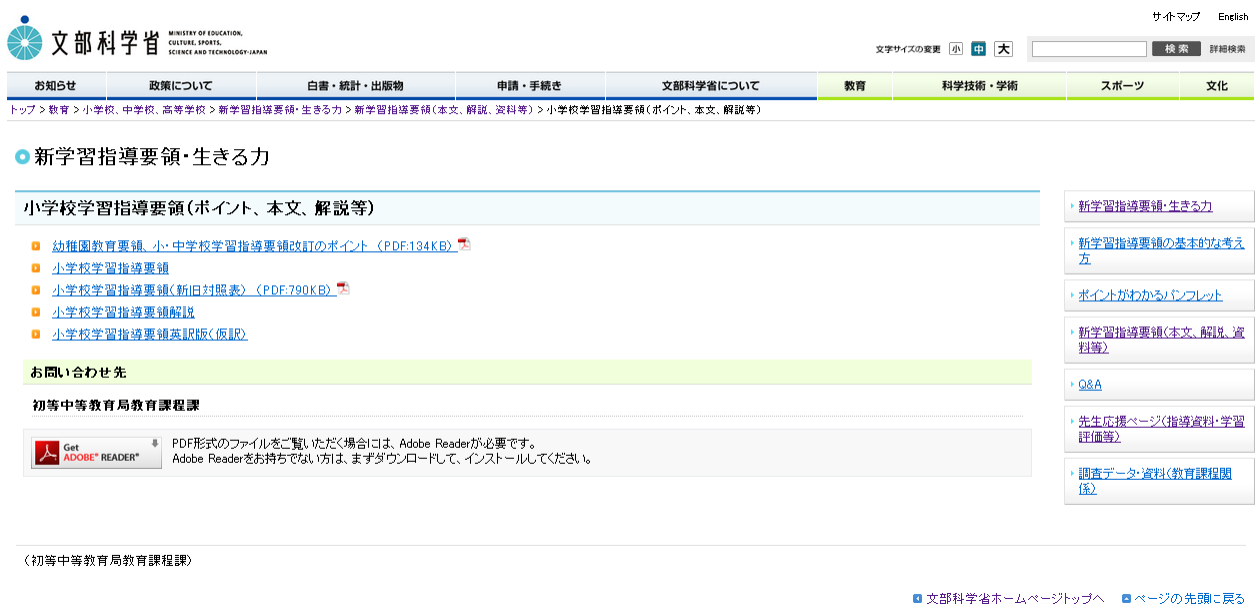 サイトマップ English
文部科学省
MINISTRY OF EDUCATION,
CULTURE, SPORTS,
SCIENCE AND TECHNOLOGY-JAPAN
文字サイズの変更 小 中 大 検索 詳細検索
お知らせ 政策について 白書・統計・出版物 申請・手続き 文部科学省について 教育 科学技術・学術 スポーツ 文化
トップ > 教育 > 小学校、中学校、高等学校 > 新学習指導要領・生きる力 > 新学習指導要領(本文、解説、資料等) > 小学校学習指導要領(ポイント、本文、解説等)
新学習指導要領・生きる力
小学校学習指導要領(ポイント、本文、解説等)
幼稚園教育要領、小・中学校学習指導要領改訂のポイント (PDF:134KB)
小学校学習指導要領
小学校学習指導要領(新旧対照表) (PDF:790KB)
小学校学習指導要領解説
小学校学習指導要領英訳版(仮訳)
お問い合わせ先
初等中等教育局教育課程課
Get
ADOBE® READER®
PDF形式のファイルをご覧いただく場合には、Adobe Readerが必要です。
Adobe Readerをお持ちでない方は、まずダウンロードして、インストールしてください。
新学習指導要領・生きる力
新学習指導要領の基本的な考え
方
ポイントがわかるパンフレット
新学習指導要領(本文、解説、資
料等)
Q&A
先生応援ページ(指導資料・学習
評価等)
調査データ・資料(教育課程関
係)
(初等中等教育局教育課程課)
文部科学省ホームページトップへ ページの先頭に戻る